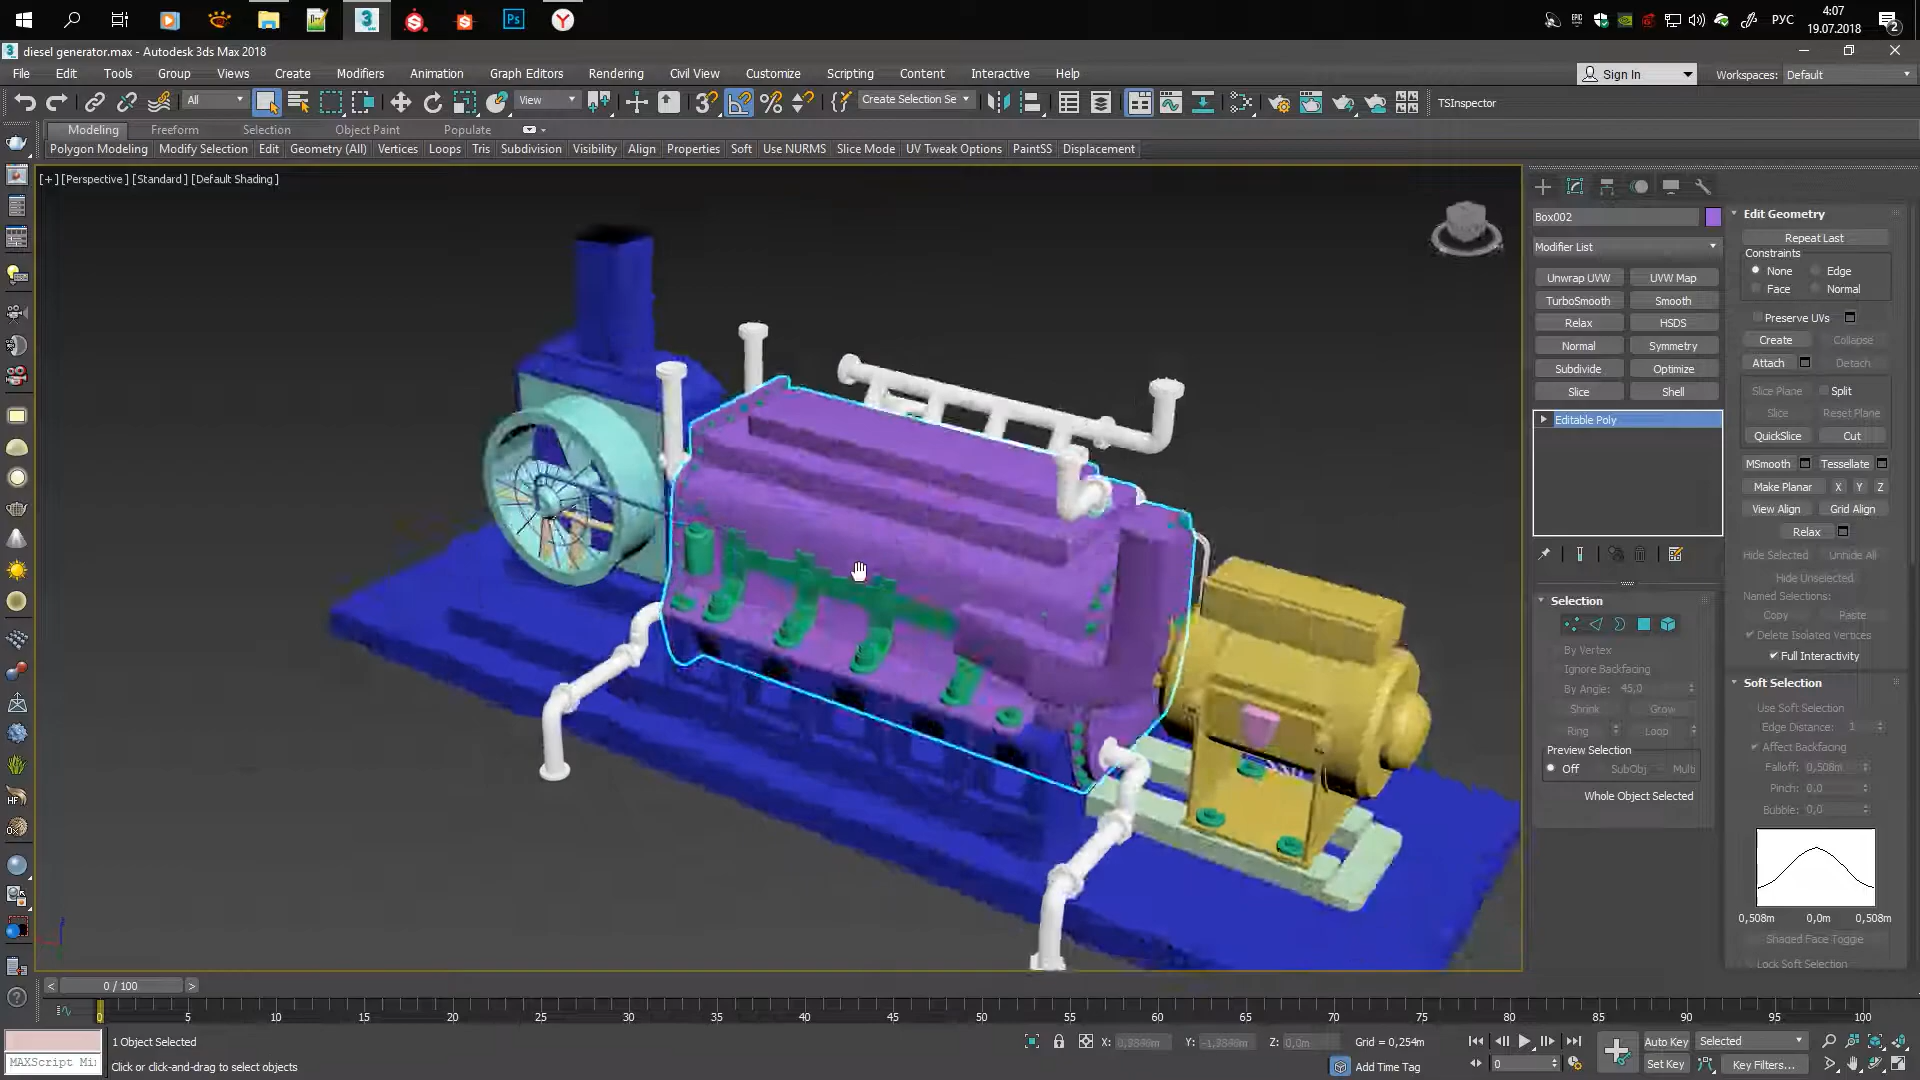 Ps
РУС
4:07
19.07.2018
2
3 diesel generator.max - Autodesk 3ds Max 2018
File Edit Tools Group Views Create Modifiers Animation Graph Editors Rendering Civil View Customize Scripting Content Interactive Help
Sign In
Workspaces: Default
All
View
Create Selection Se
TSInspector
Modeling Freeform Selection Object Paint Populate
Polygon Modeling Modify Selection Edit Geometry (All) Vertices Loops Tris Subdivision Visibility Align Properties Soft Use NURMS Slice Mode UV Tweak Options PaintSS Displacement
[+] [Perspective ] [Standard ] [Default Shading ]
Box002
Modifier List
Unwrap UVW UVW Map
TurboSmooth Smooth
Relax HSDS
Normal Symmetry
Subdivide Optimize
Slice Shell
Editable Poly
Selection
By Vertex
Ignore Backfacing
By Angle: 45,0
Shrink Grow
Ring Loop
Preview Selection
Off SubObj Multi
Whole Object Selected
Edit Geometry
Repeat Last
Constraints
None Edge
Face Normal
Preserve UVs
Create Collapse
Attach Detach
Slice Plane Split
Slice Reset Plane
QuickSlice Cut
MSmooth Tessellate
Make Planar X Y Z
View Align Grid Align
Relax
Hide Selected Unhide All
Hide Unselected
Named Selections:
Copy Paste
Delete Isolated Vertices
Full Interactivity
Soft Selection
Use Soft Selection
Edge Distance: 1
Affect Backfacing
Falloff: 0,508m
Pinch: 0,0
Bubble: 0,0
0,508m 0,0m 0,508m
Shaded Face Toggle
Lock Soft Selection
HF
< 0 / 100 >
0 5 10 15 20 25 30 35 40 45 50 55 60 65 70 75 80 85 90 95 100
1 Object Selected
MAXScript Mi
Click or click-and-drag to select objects
X: Y: Z: 0,0m
Grid = 0,254m
Add Time Tag
0
Auto Key Selected
Set Key Key Filters...